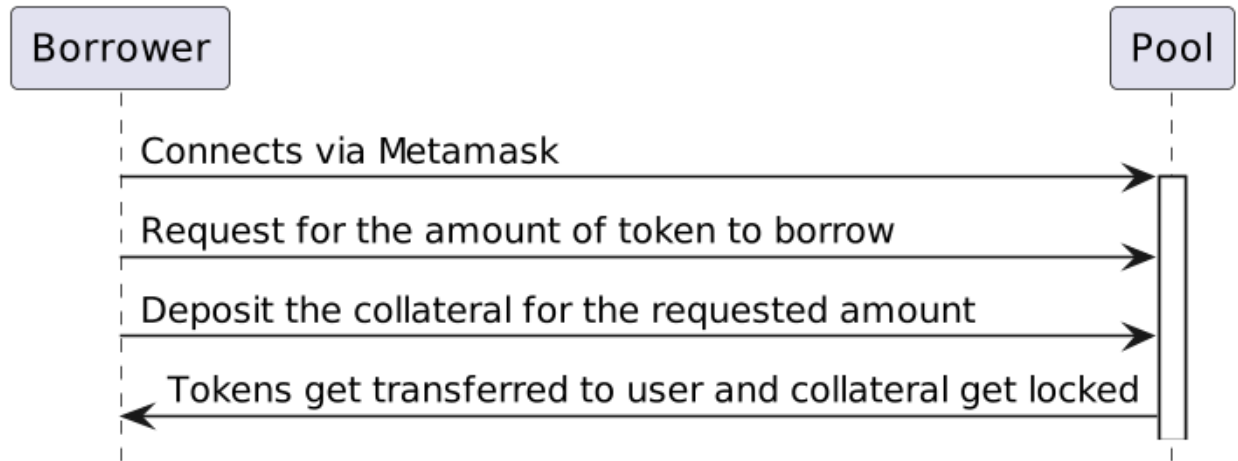 Borrower
Pool
Connects via Metamask
Request for the amount of token to borrow
Deposit the collateral for the requested amount
Tokens get transferred to user and collateral get locked